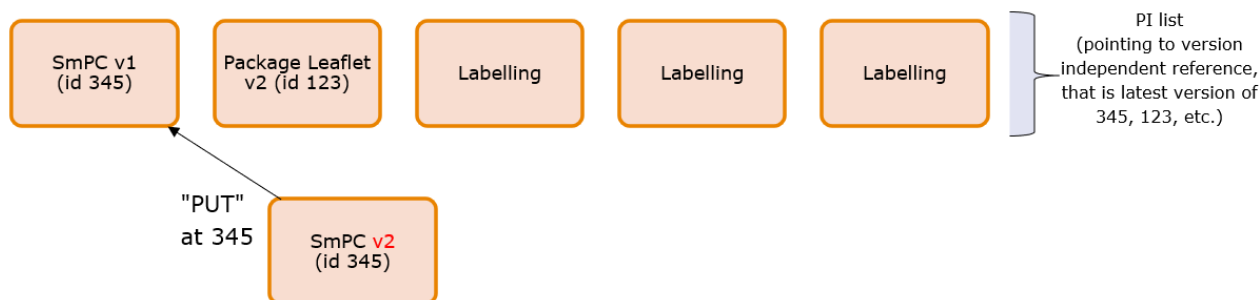 SmPC v1
(id 345)
Package Leaflet
v2 (id 123)
Labelling
Labelling
Labelling
PI list
(pointing to version
independent reference,
that is latest version of
345, 123, etc.)
"PUT"
at 345
SmPC v2
(id 345)